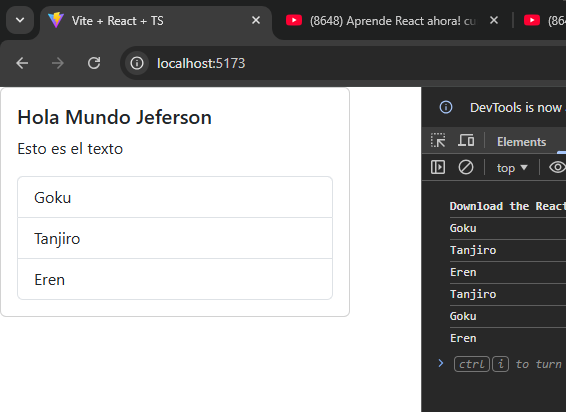 Vite + React + TS
(8648) Aprende React ahora! cu
(864
localhost:5173
Hola Mundo Jeferson
Esto es el texto
Goku
Tanjiro
Eren
DevTools is now
Elements
top
Download the React
Goku
Tanjiro
Eren
Tanjiro
Goku
Eren
ctrl i to turn